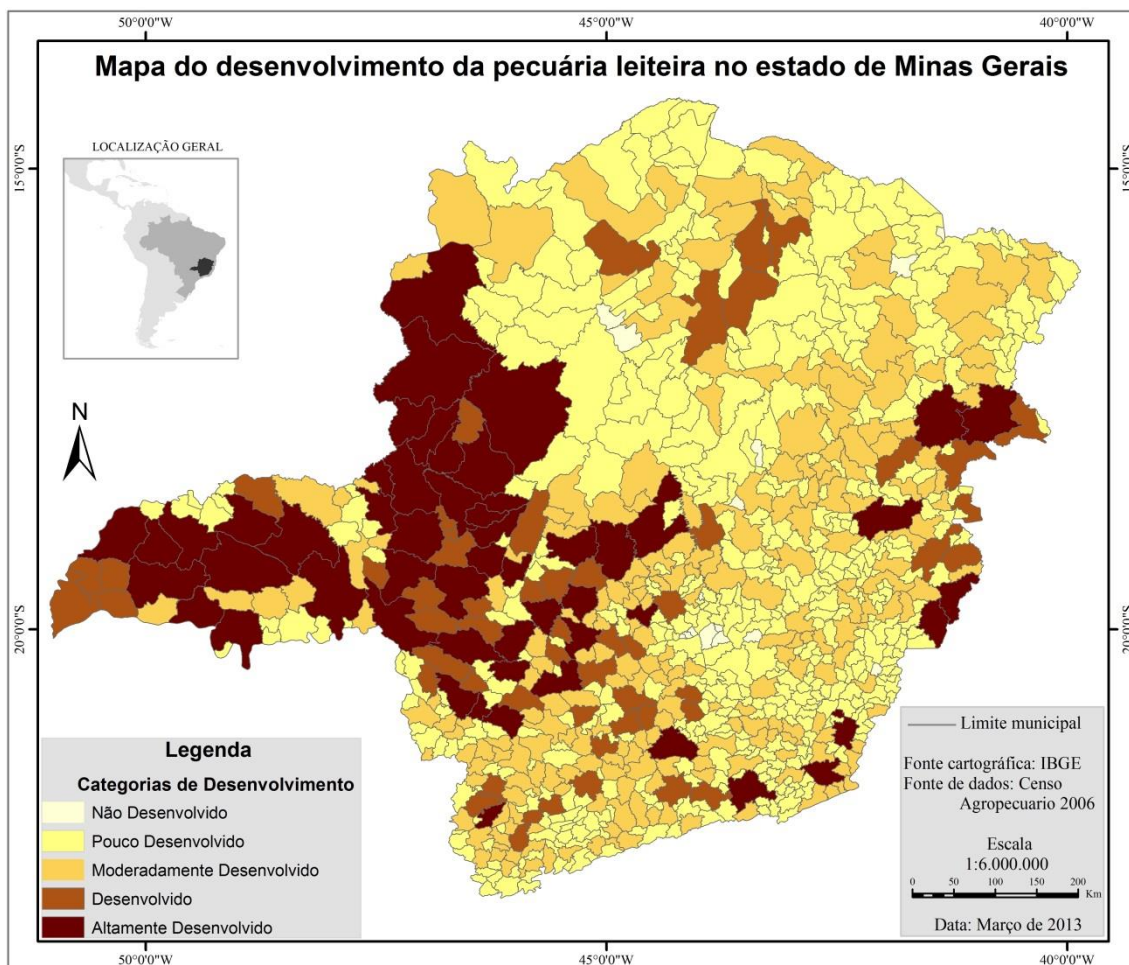 50°0'0"W
45°0'0"W
40°0'0"W
Mapa do desenvolvimento da pecuária leiteira no estado de Minas Gerais
LOCALIZAÇÃO GERAL
15°0'0"S
15°0'0"S
N
20°0'0"S
20°0'0"S
Legenda
Categorias de Desenvolvimento
Não Desenvolvido
Pouco Desenvolvido
Moderadamente Desenvolvido
Desenvolvido
Altamente Desenvolvido
Limite municipal
Fonte cartográfica: IBGE
Fonte de dados: Censo
Agropecuario 2006
Escala
1:6.000.000
0 50 100 150 200
Km
Data: Março de 2013
50°0'0"W
45°0'0"W
40°0'0"W